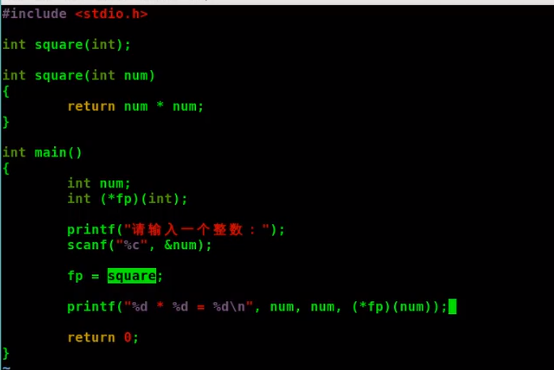 #include <stdio.h>
int square(int);
int square(int num)
{
return num * num;
}
int main()
{
int num;
int (*fp)(int);
printf("请输入一个整数：");
scanf("%c", &num);
fp = square;
printf("%d * %d = %d\n", num, num, (*fp)(num));
return 0;
}
~